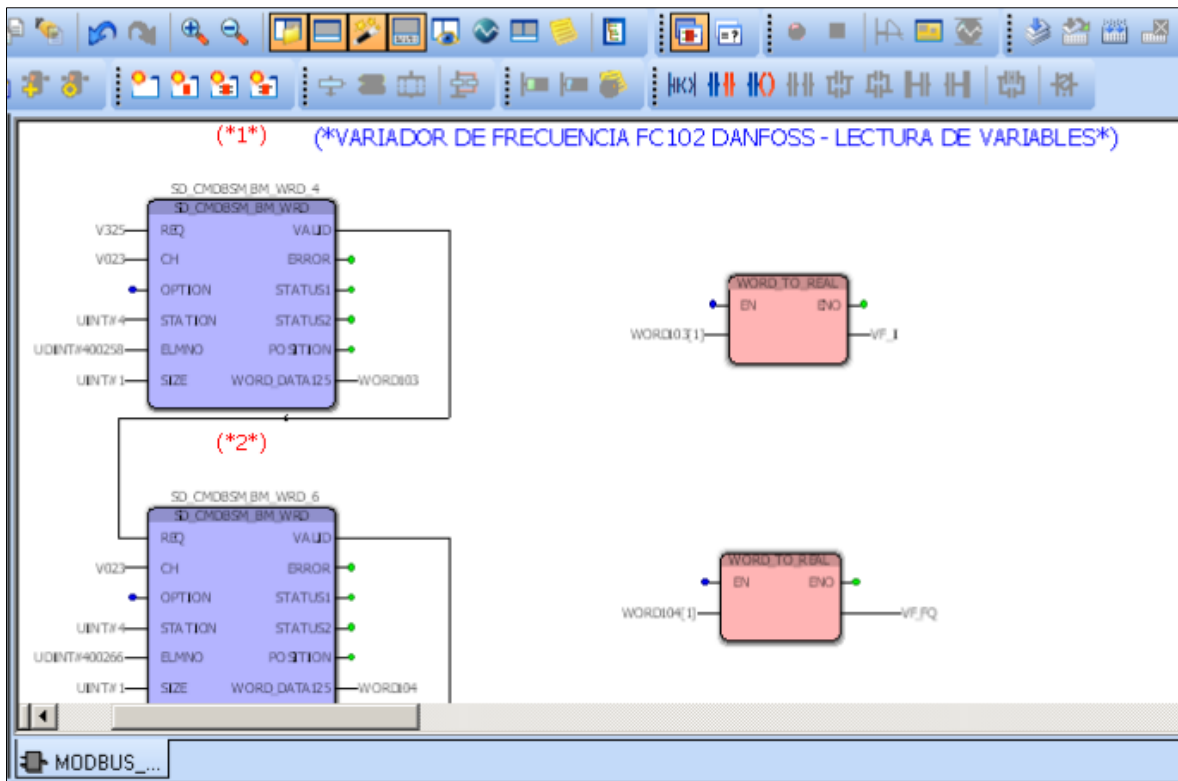 (*1*) (*VARIADOR DE FRECUENCIA FC102 DANFOSS - LECTURA DE VARIABLES*)
SD_CMDBSM_BM_WRD_4
SD_CMDBSM_BM_WRD
V325 REQ VALID
V023 CH ERROR
OPTION STATUS1
UINT#4 STATION STATUS2
UDINT#400258 ELMNO POSITION
UINT#1 SIZE WORD_DATA125 WORD103
WORD_TO_REAL
EN ENO
WORD103[1] VF_I
(*2*)
SD_CMDBSM_BM_WRD_6
SD_CMDBSM_BM_WRD
REQ VALID
V023 CH ERROR
OPTION STATUS1
UINT#4 STATION STATUS2
UDINT#400266 ELMNO POSITION
UINT#1 SIZE WORD_DATA125 WORD104
WORD_TO_REAL
EN ENO
WORD104[1] VF_FQ
MODBUS_...